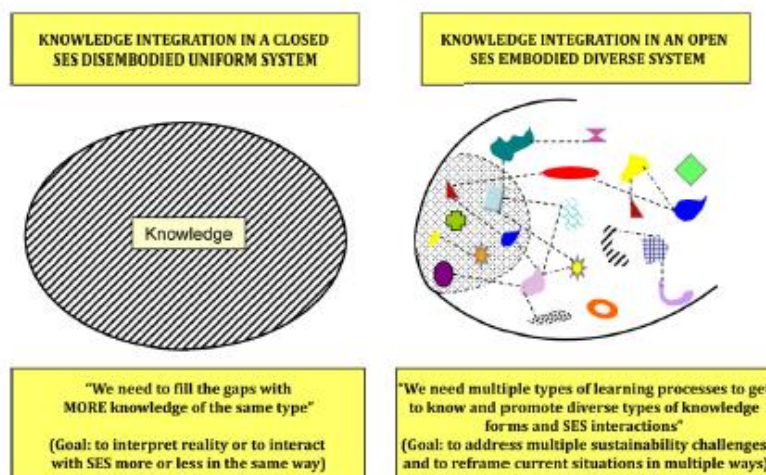 KNOWLEDGE INTEGRATION IN A CLOSED
SES DISEMBODIED UNIFORM SYSTEM
KNOWLEDGE INTEGRATION IN AN OPEN
SES EMBODIED DIVERSE SYSTEM
Knowledge
"We need to fill the gaps with
MORE knowledge of the same type"
(Goal: to interpret reality or to interact
with SES more or less in the same way)
"We need multiple types of learning processes to get
to know and promote diverse types of knowledge
forms and SES interactions"
(Goal: to address multiple sustainability challenges
and to reframe current situations in multiple ways)